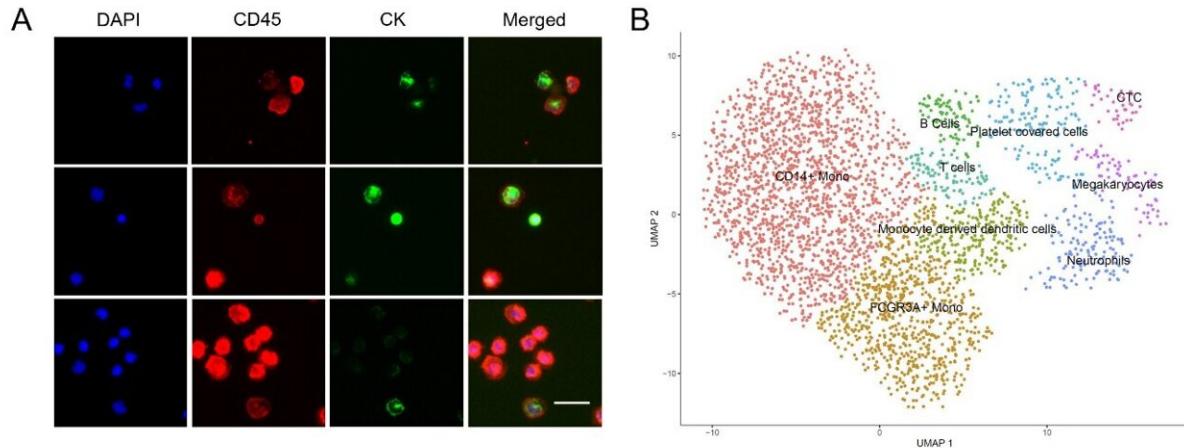 A
DAPI CD45 CK Merged
B
10
5
0
−5
−10
UMAP 2
CTC
B Cells
Platelet covered cells
T cells
CD14+ Mono
Megakaryocytes
Monocyte derived dendritic cells
Neutrophils
FCGR3A+ Mono
−10 0 10
UMAP 1